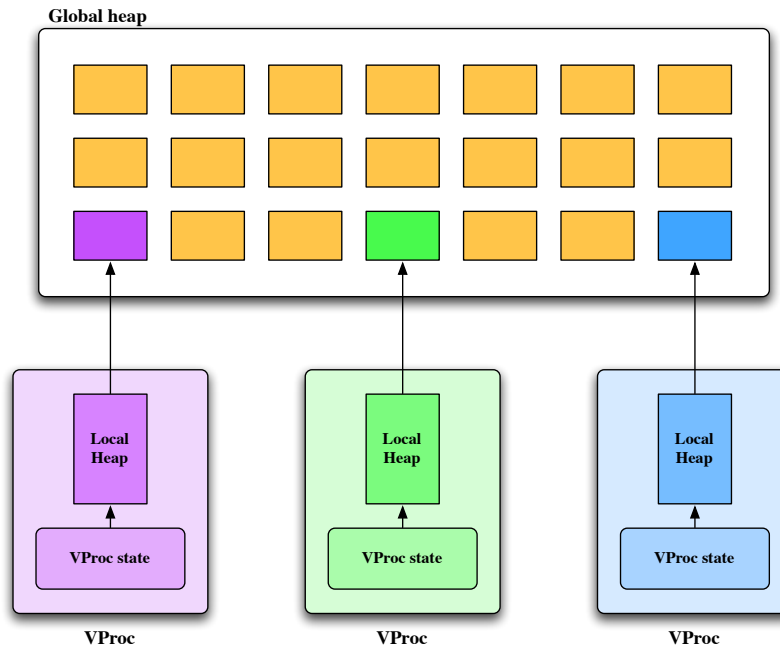 Global heap
Local
Heap
Local
Heap
Local
Heap
VProc state
VProc state
VProc state
VProc
VProc
VProc